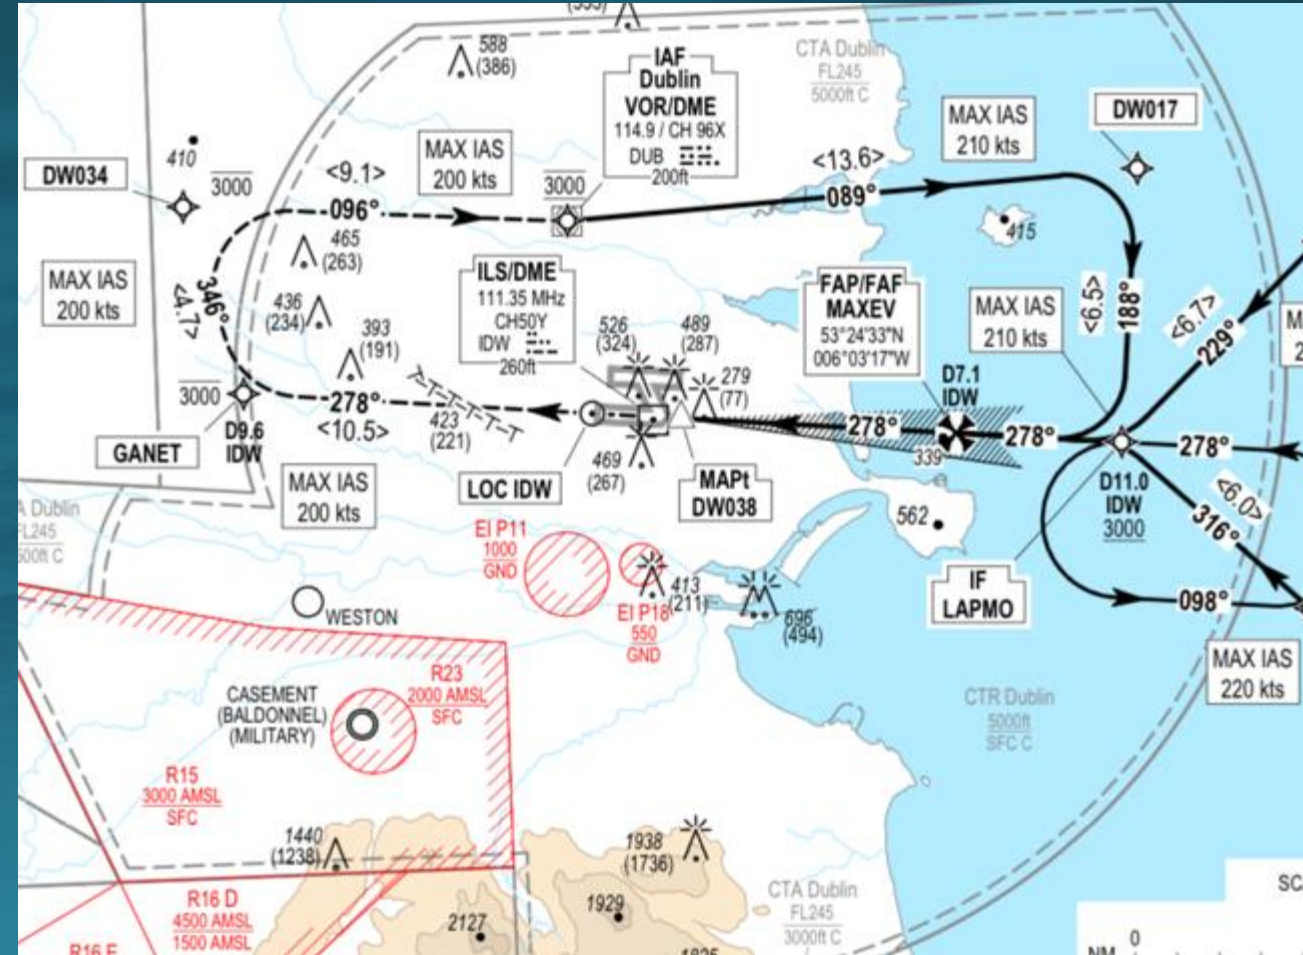 588
(386)
IAF
Dublin
VOR/DME
114.9 / CH 96X
DUB
200ft
CTA Dublin
FL245
5000ft C
MAX IAS
210 kts
DW017
410
DW034
3000
<9.1>
MAX IAS
200 kts
3000
<13.6>
096°
089°
415
465
(263)
MAX IAS
200 kts
346°
<4.7>
436
(234)
393
(191)
ILS/DME
111.35 MHz
CH50Y
IDW
260ft
526
(324)
489
(287)
279
(77)
FAP/FAF
MAXEV
53°24'33"N
006°03'17"W
MAX IAS
210 kts
<6.5>
188°
<6.7>
229°
3000
278°
<10.5>
D9.6
IDW
GANET
423
(221)
D7.1
IDW
278°
278°
278°
339
MAX IAS
200 kts
LOC IDW
469
(267)
MAPt
DW038
562
D11.0
IDW
3000
<6.0>
316°
A Dublin
FL245
500ft C
EI P11
1000
GND
IF
LAPMO
098°
WESTON
413
(211)
EI P18
550
GND
696
(494)
MAX IAS
220 kts
R23
2000 AMSL
SFC
CASEMENT
(BALDONNEL)
(MILITARY)
CTR Dublin
5000ft
SFC C
R15
3000 AMSL
SFC
1440
(1238)
1938
(1736)
R16 D
4500 AMSL
1500 AMSL
2127
1929
CTA Dublin
FL245
3000ft C
0
NM